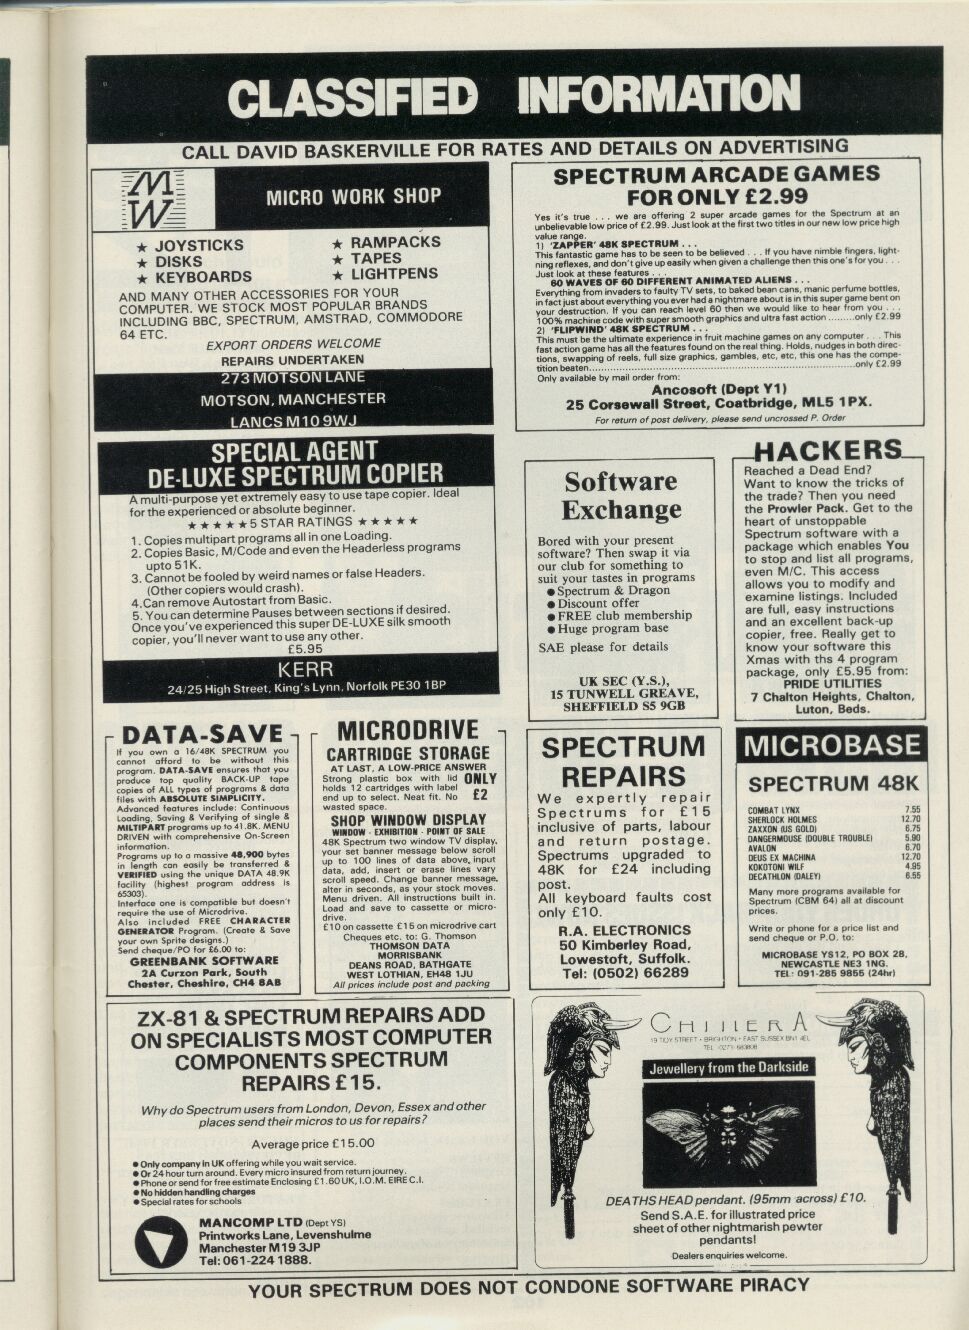 CLASSIFIED INFORMATION
CALL DAVID BASKERVILLE FOR RATES AND DETAILS ON ADVERTISING
MW
MICRO WORK SHOP
★ JOYSTICKS
★ DISKS
★ KEYBOARDS
★ RAMPACKS
★ TAPES
★ LIGHTPENS
AND MANY OTHER ACCESSORIES FOR YOUR
COMPUTER. WE STOCK MOST POPULAR BRANDS
INCLUDING BBC, SPECTRUM, AMSTRAD, COMMODORE
64 ETC.
EXPORT ORDERS WELCOME
REPAIRS UNDERTAKEN
273 MOTSON LANE
MOTSON, MANCHESTER
LANCS M10 9WJ
SPECTRUM ARCADE GAMES
FOR ONLY £2.99
Yes it's true . . . we are offering 2 super arcade games for the Spectrum at an
unbelievable low price of £2.99. Just look at the first two titles in our new low price high
value range.
1) 'ZAPPER' 48K SPECTRUM . . .
This fantastic game has to be seen to be believed . . . If you have nimble fingers, light-
ning reflexes, and don't give up easily when given a challenge then this one's for you . . .
Just look at these features . . .
60 WAVES OF 60 DIFFERENT ANIMATED ALIENS . . .
Everything from invaders to faulty TV sets, to baked bean cans, manic perfume bottles,
in fact just about everything you ever had a nightmare about is in this super game bent on
your destruction. If you can reach level 60 then we would like to hear from you . . .
100% machine code with super smooth graphics and ultra fast action .........only £2.99
2) 'FLIPWIND' 48K SPECTRUM . . .
This must be the ultimate experience in fruit machine games on any computer . . . This
fast action game has all the features found on the real thing. Holds, nudges in both direc-
tions, swapping of reels, full size graphics, gambles, etc, etc, this one has the compe-
tition beaten...........................................................................only £2.99
Only available by mail order from:
Ancosoft (Dept Y1)
25 Corsewall Street, Coatbridge, ML5 1PX.
For return of post delivery, please send uncrossed P. Order
SPECIAL AGENT
DE-LUXE SPECTRUM COPIER
A multi-purpose yet extremely easy to use tape copier. Ideal
for the experienced or absolute beginner.
★ ★ ★ ★ ★ 5 STAR RATINGS ★ ★ ★ ★ ★
1. Copies multipart programs all in one Loading.
2. Copies Basic, M/Code and even the Headerless programs
upto 51K.
3. Cannot be fooled by weird names or false Headers.
(Other copiers would crash).
4. Can remove Autostart from Basic.
5. You can determine Pauses between sections if desired.
Once you've experienced this super DE-LUXE silk smooth
copier, you'll never want to use any other.
£5.95
KERR
24/25 High Street, King's Lynn, Norfolk PE30 1BP
Software
Exchange
Bored with your present
software? Then swap it via
our club for something to
suit your tastes in programs
● Spectrum & Dragon
● Discount offer
● FREE club membership
● Huge program base
SAE please for details
UK SEC (Y.S.),
15 TUNWELL GREAVE,
SHEFFIELD S5 9GB
HACKERS
Reached a Dead End?
Want to know the tricks of
the trade? Then you need
the Prowler Pack. Get to the
heart of unstoppable
Spectrum software with a
package which enables You
to stop and list all programs,
even M/C. This access
allows you to modify and
examine listings. Included
are full, easy instructions
and an excellent back-up
copier, free. Really get to
know your software this
Xmas with ths 4 program
package, only £5.95 from:
PRIDE UTILITIES
7 Chalton Heights, Chalton,
Luton, Beds.
DATA-SAVE
If you own a 16/48K SPECTRUM you
cannot afford to be without this
program. DATA-SAVE ensures that you
produce top quality BACK-UP tape
copies of ALL types of programs & data
files with ABSOLUTE SIMPLICITY.
Advanced features include: Continuous
Loading, Saving & Verifying of single &
MULTIPART programs up to 41.8K. MENU
DRIVEN with comprehensive On-Screen
information.
Programs up to a massive 48,900 bytes
in length can easily be transferred &
VERIFIED using the unique DATA 48.9K
facility (highest program address is
65303).
Interface one is compatible but doesn't
require the use of Microdrive.
Also included FREE CHARACTER
GENERATOR Program. (Create & Save
your own Sprite designs.)
Send cheque/PO for £6.00 to:
GREENBANK SOFTWARE
2A Curzon Park, South
Chester, Cheshire, CH4 8AB
MICRODRIVE
CARTRIDGE STORAGE
AT LAST, A LOW-PRICE ANSWER
Strong plastic box with lid
holds 12 cartridges with label
end up to select. Neat fit. No
wasted space.
ONLY
£2
SHOP WINDOW DISPLAY
WINDOW - EXHIBITION - POINT OF SALE
48K Spectrum two window TV display,
your set banner message below scroll
up to 100 lines of data above, input
data, add, insert or erase lines vary
scroll speed. Change banner message,
alter in seconds, as your stock moves.
Menu driven. All instructions built in.
Load and save to cassette or micro-
drive.
£10 on cassette £15 on microdrive cart
Cheques etc. to: G. Thomson
THOMSON DATA
MORRISBANK
DEANS ROAD, BATHGATE
WEST LOTHIAN, EH48 1JU
All prices include post and packing
SPECTRUM
REPAIRS
We expertly repair
Spectrums for £15
inclusive of parts, labour
and return postage.
Spectrums upgraded to
48K for £24 including
post.
All keyboard faults cost
only £10.
R.A. ELECTRONICS
50 Kimberley Road,
Lowestoft, Suffolk.
Tel: (0502) 66289
MICROBASE
SPECTRUM 48K
COMBAT LYNX 7.55
SHERLOCK HOLMES 12.70
ZAXXON (US GOLD) 6.75
DANGERMOUSE (DOUBLE TROUBLE) 5.90
AVALON 6.70
DEUS EX MACHINA 12.70
KOKOTONI WILF 4.95
DECATHLON (DALEY) 6.55
Many more programs available for
Spectrum (CBM 64) all at discount
prices.
Write or phone for a price list and
send cheque or P.O. to:
MICROBASE YS12, PO BOX 2B,
NEWCASTLE NE3 1NG.
TEL: 091-285 9855 (24hr)
ZX-81 & SPECTRUM REPAIRS ADD
ON SPECIALISTS MOST COMPUTER
COMPONENTS SPECTRUM
REPAIRS £15.
Why do Spectrum users from London, Devon, Essex and other
places send their micros to us for repairs?
Average price £15.00
● Only company in UK offering while you wait service.
● Or 24 hour turn around. Every micro insured from return journey.
● Phone or send for free estimate Enclosing £1.60 UK, I.O.M. EIRE C.I.
● No hidden handling charges
● Special rates for schools
MANCOMP LTD (Dept YS)
Printworks Lane, Levenshulme
Manchester M19 3JP
Tel: 061-224 1888.
CHIMERA
19 TIDY STREET • BRIGHTON • EAST SUSSEX BN1 4EL
Jewellery from the Darkside
DEATHS HEAD pendant. (95mm across) £10.
Send S.A.E. for illustrated price
sheet of other nightmarish pewter
pendants!
Dealers enquiries welcome.
YOUR SPECTRUM DOES NOT CONDONE SOFTWARE PIRACY